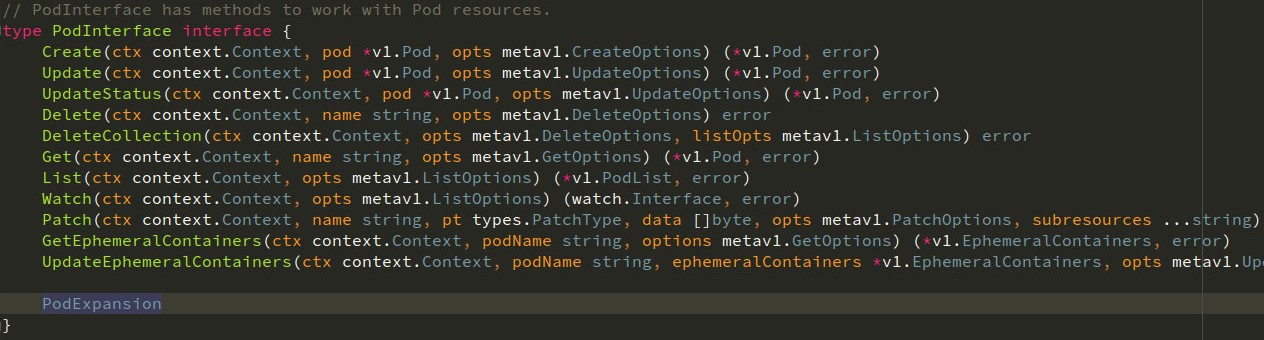 // PodInterface has methods to work with Pod resources.
type PodInterface interface {
Create(ctx context.Context, pod *v1.Pod, opts metav1.CreateOptions) (*v1.Pod, error)
Update(ctx context.Context, pod *v1.Pod, opts metav1.UpdateOptions) (*v1.Pod, error)
UpdateStatus(ctx context.Context, pod *v1.Pod, opts metav1.UpdateOptions) (*v1.Pod, error)
Delete(ctx context.Context, name string, opts metav1.DeleteOptions) error
DeleteCollection(ctx context.Context, opts metav1.DeleteOptions, listOpts metav1.ListOptions) error
Get(ctx context.Context, name string, opts metav1.GetOptions) (*v1.Pod, error)
List(ctx context.Context, opts metav1.ListOptions) (*v1.PodList, error)
Watch(ctx context.Context, opts metav1.ListOptions) (watch.Interface, error)
Patch(ctx context.Context, name string, pt types.PatchType, data []byte, opts metav1.PatchOptions, subresources ...string)
GetEphemeralContainers(ctx context.Context, podName string, options metav1.GetOptions) (*v1.EphemeralContainers, error)
UpdateEphemeralContainers(ctx context.Context, podName string, ephemeralContainers *v1.EphemeralContainers, opts metav1.Up
PodExpansion
}